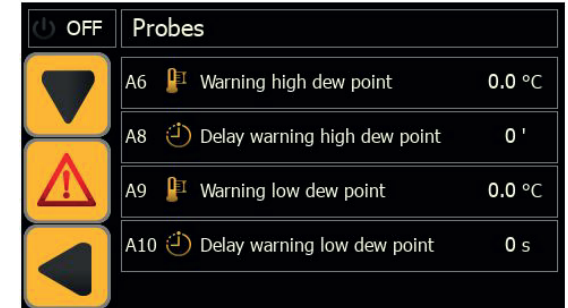 OFF Probes
A6 Warning high dew point 0.0 °C
A8 Delay warning high dew point 0 '
A9 Warning low dew point 0.0 °C
A10 Delay warning low dew point 0 s